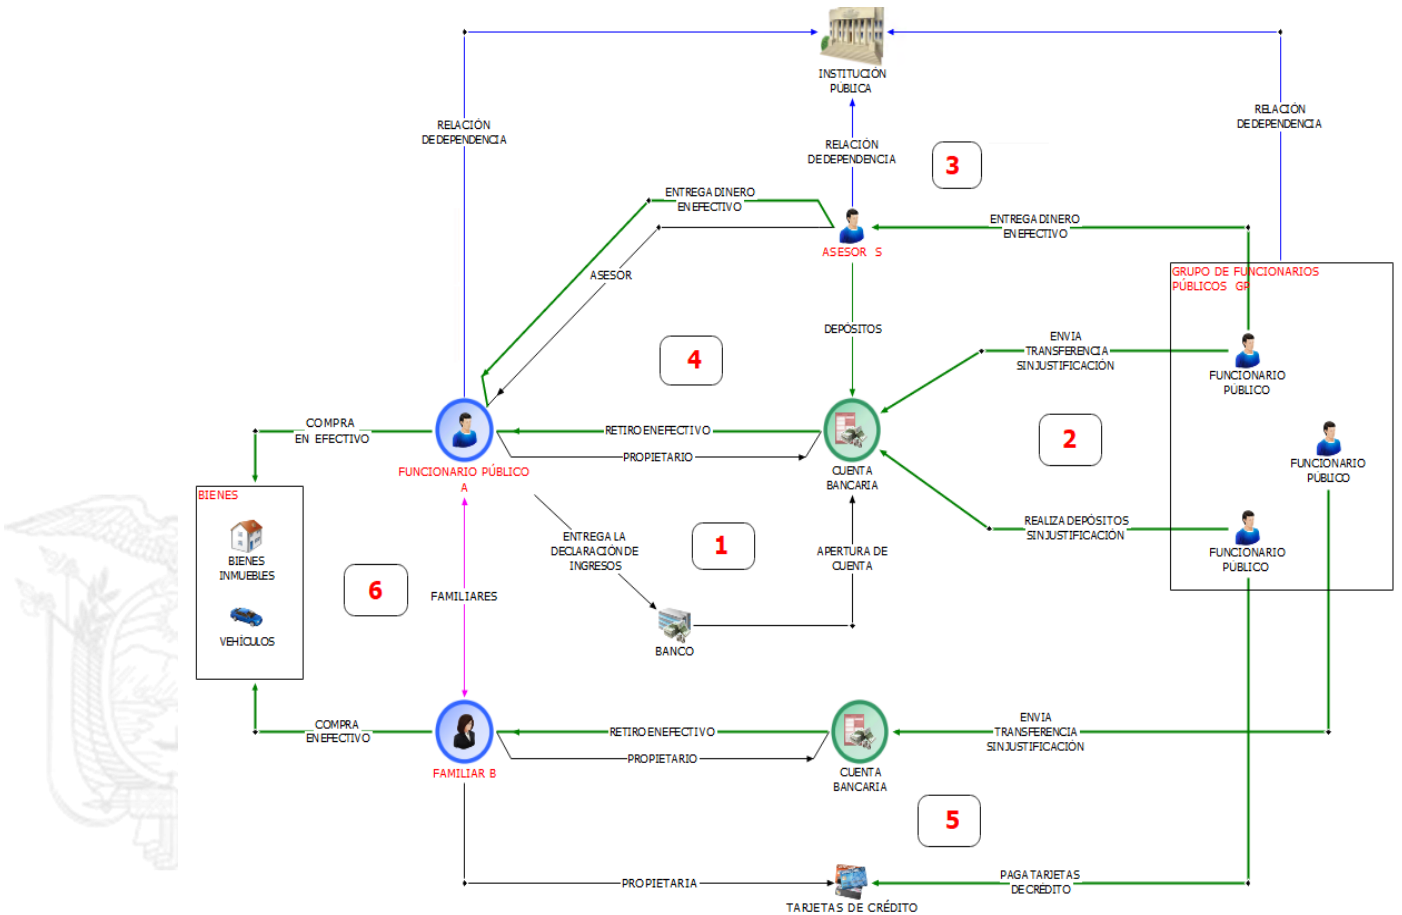 INSTITUCIÓN
PÚBLICA
RELACIÓN
DE DEPENDENCIA
RELACIÓN
DE DEPENDENCIA
RELACIÓN
DE DEPENDENCIA
3
ENTREGA DINERO
EN EFECTIVO
ENTREGA DINERO
EN EFECTIVO
ASESOR S
ASESOR
GRUPO DE FUNCIONARIOS
PÚBLICOS GP
DEPÓSITOS
ENVIA
TRANSFERENCIA
SIN JUSTIFICACIÓN
4
FUNCIONARIO
PÚBLICO
COMPRA
EN EFECTIVO
RETIRO EN EFECTIVO
2
PROPIETARIO
FUNCIONARIO PÚBLICO
A
CUENTA
BANCARIA
FUNCIONARIO
PÚBLICO
BIENES
REALIZA DEPÓSITOS
SIN JUSTIFICACIÓN
ENTREGA LA
DECLARACIÓN DE
INGRESOS
1
APERTURA DE
CUENTA
FUNCIONARIO
PÚBLICO
BIENES
INMUEBLES
6
FAMILIARES
VEHÍCULOS
BANCO
COMPRA
EN EFECTIVO
RETIRO EN EFECTIVO
ENVIA
TRANSFERENCIA
SIN JUSTIFICACIÓN
PROPIETARIO
FAMILIAR B
CUENTA
BANCARIA
5
PROPIETARIA
PAGA TARJETAS
DE CRÉDITO
TARJETAS DE CRÉDITO